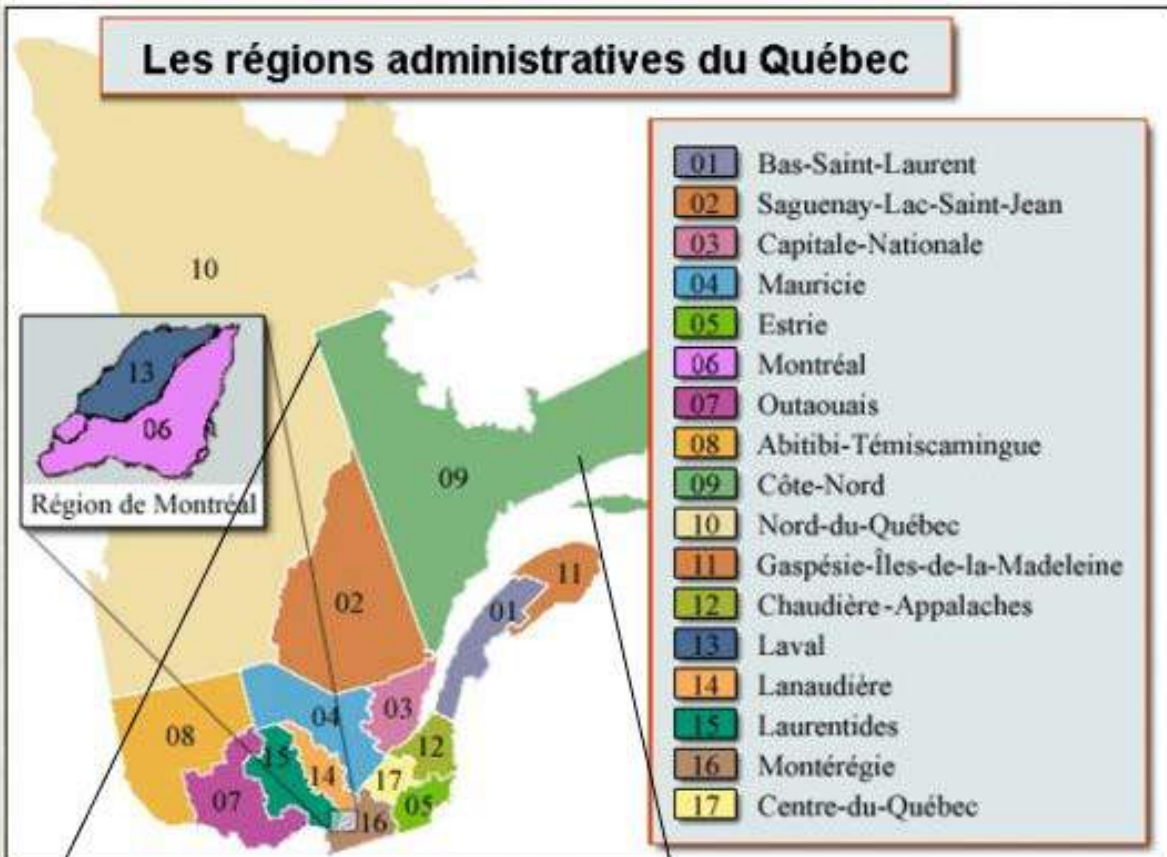 Les régions administratives du Québec
01 Bas-Saint-Laurent
02 Saguenay-Lac-Saint-Jean
03 Capitale-Nationale
04 Mauricie
05 Estrie
06 Montréal
07 Outaouais
08 Abitibi-Témiscamingue
09 Côte-Nord
10 Nord-du-Québec
11 Gaspésie-Îles-de-la-Madeleine
12 Chaudière-Appalaches
13 Laval
14 Lanaudière
15 Laurentides
16 Montérégie
17 Centre-du-Québec
10
13
06
Région de Montréal
09
11
02
01
04
03
08
12
15
14
17
07
05
16